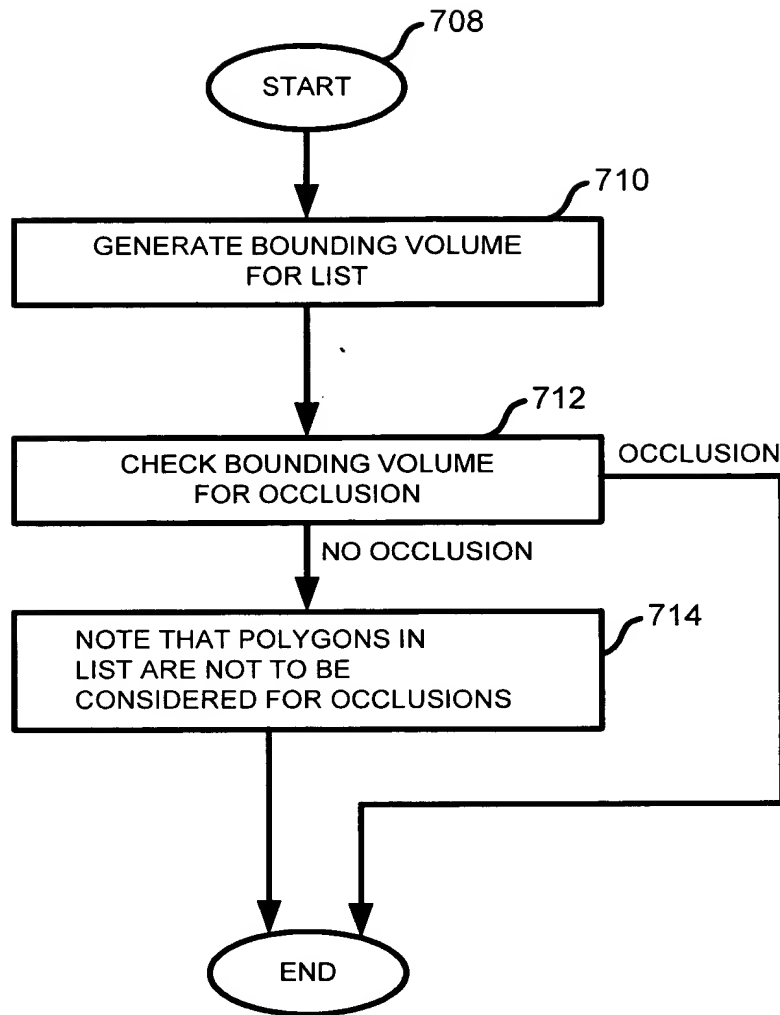 708
START
710
GENERATE BOUNDING VOLUME
FOR LIST
712
CHECK BOUNDING VOLUME
FOR OCCLUSION
OCCLUSION
NO OCCLUSION
714
NOTE THAT POLYGONS IN
LIST ARE NOT TO BE
CONSIDERED FOR OCCLUSIONS
END